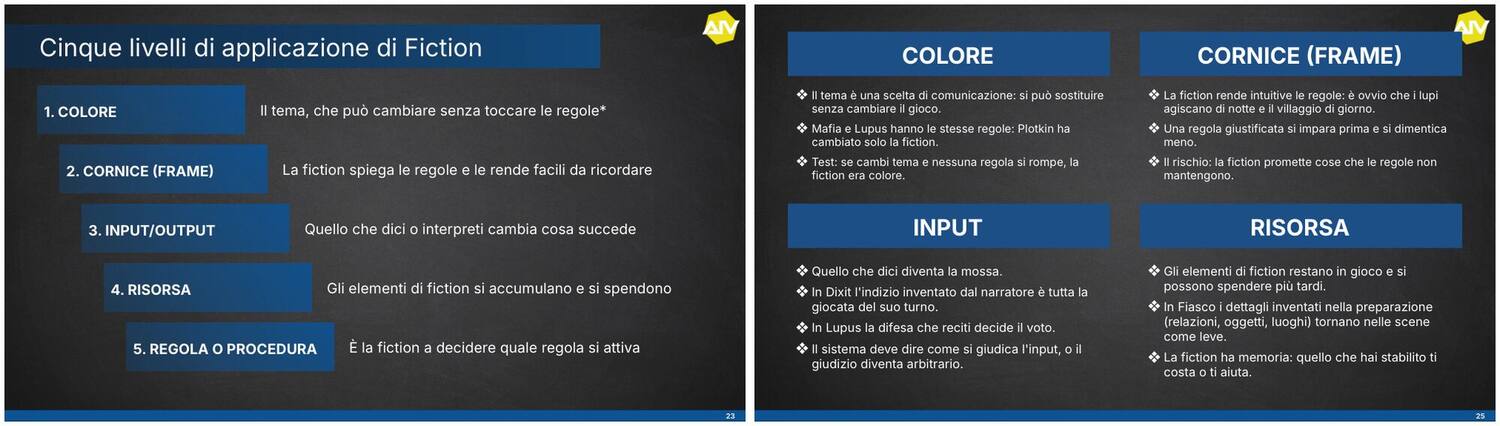 AIV
Cinque livelli di applicazione di Fiction
1. COLORE
Il tema, che può cambiare senza toccare le regole*
2. CORNICE (FRAME)
La fiction spiega le regole e le rende facili da ricordare
3. INPUT/OUTPUT
Quello che dici o interpreti cambia cosa succede
4. RISORSA
Gli elementi di fiction si accumulano e si spendono
5. REGOLA O PROCEDURA
È la fiction a decidere quale regola si attiva
23
AIV
COLORE
❖ Il tema è una scelta di comunicazione: si può sostituire
senza cambiare il gioco.
❖ Mafia e Lupus hanno le stesse regole: Plotkin ha
cambiato solo la fiction.
❖ Test: se cambi tema e nessuna regola si rompe, la
fiction era colore.
CORNICE (FRAME)
❖ La fiction rende intuitive le regole: è ovvio che i lupi
agiscano di notte e il villaggio di giorno.
❖ Una regola giustificata si impara prima e si dimentica
meno.
❖ Il rischio: la fiction promette cose che le regole non
mantengono.
INPUT
❖ Quello che dici diventa la mossa.
❖ In Dixit l'indizio inventato dal narratore è tutta la
giocata del suo turno.
❖ In Lupus la difesa che reciti decide il voto.
❖ Il sistema deve dire come si giudica l'input, o il
giudizio diventa arbitrario.
RISORSA
❖ Gli elementi di fiction restano in gioco e si
possono spendere più tardi.
❖ In Fiasco i dettagli inventati nella preparazione
(relazioni, oggetti, luoghi) tornano nelle scene
come leve.
❖ La fiction ha memoria: quello che hai stabilito ti
costa o ti aiuta.
25